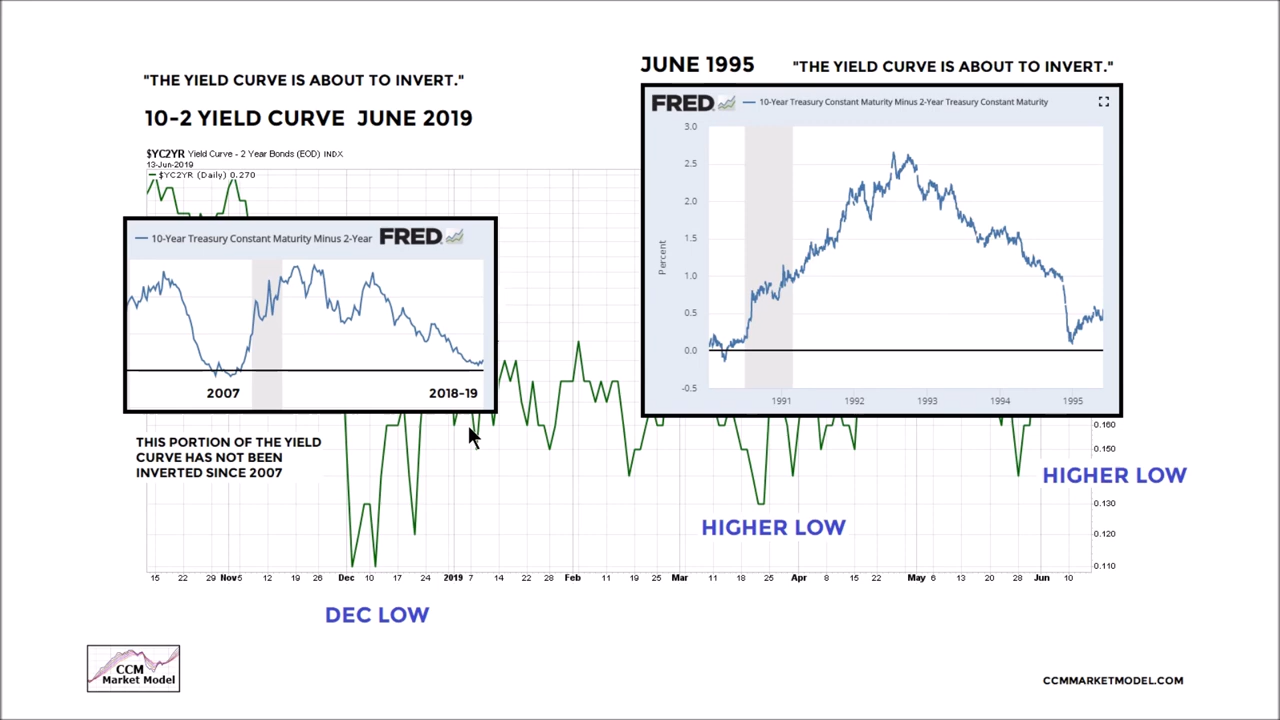 "THE YIELD CURVE IS ABOUT TO INVERT."
10-2 YIELD CURVE JUNE 2019
$YC2YR Yield Curve - 2 Year Bonds (EOD) INDX
13-Jun-2019
$YC2YR (Daily) 0.270
10-Year Treasury Constant Maturity Minus 2-Year FRED
2007 2018-19
THIS PORTION OF THE YIELD
CURVE HAS NOT BEEN
INVERTED SINCE 2007
JUNE 1995 "THE YIELD CURVE IS ABOUT TO INVERT."
FRED 10-Year Treasury Constant Maturity Minus 2-Year Treasury Constant Maturity
Percent
3.0
2.5
2.0
1.5
1.0
0.5
0.0
-0.5
1991 1992 1993 1994 1995
0.160
0.150
0.130
0.120
0.110
HIGHER LOW
HIGHER LOW
15 22 29 Nov 5 12 19 26 Dec 10 17 24 2019 7 14 22 28 Feb 11 19 25 Mar 11 18 25 Apr 8 15 22 May 6 13 20 28 Jun 10
DEC LOW
CCM
Market Model
CCMMARKETMODEL.COM